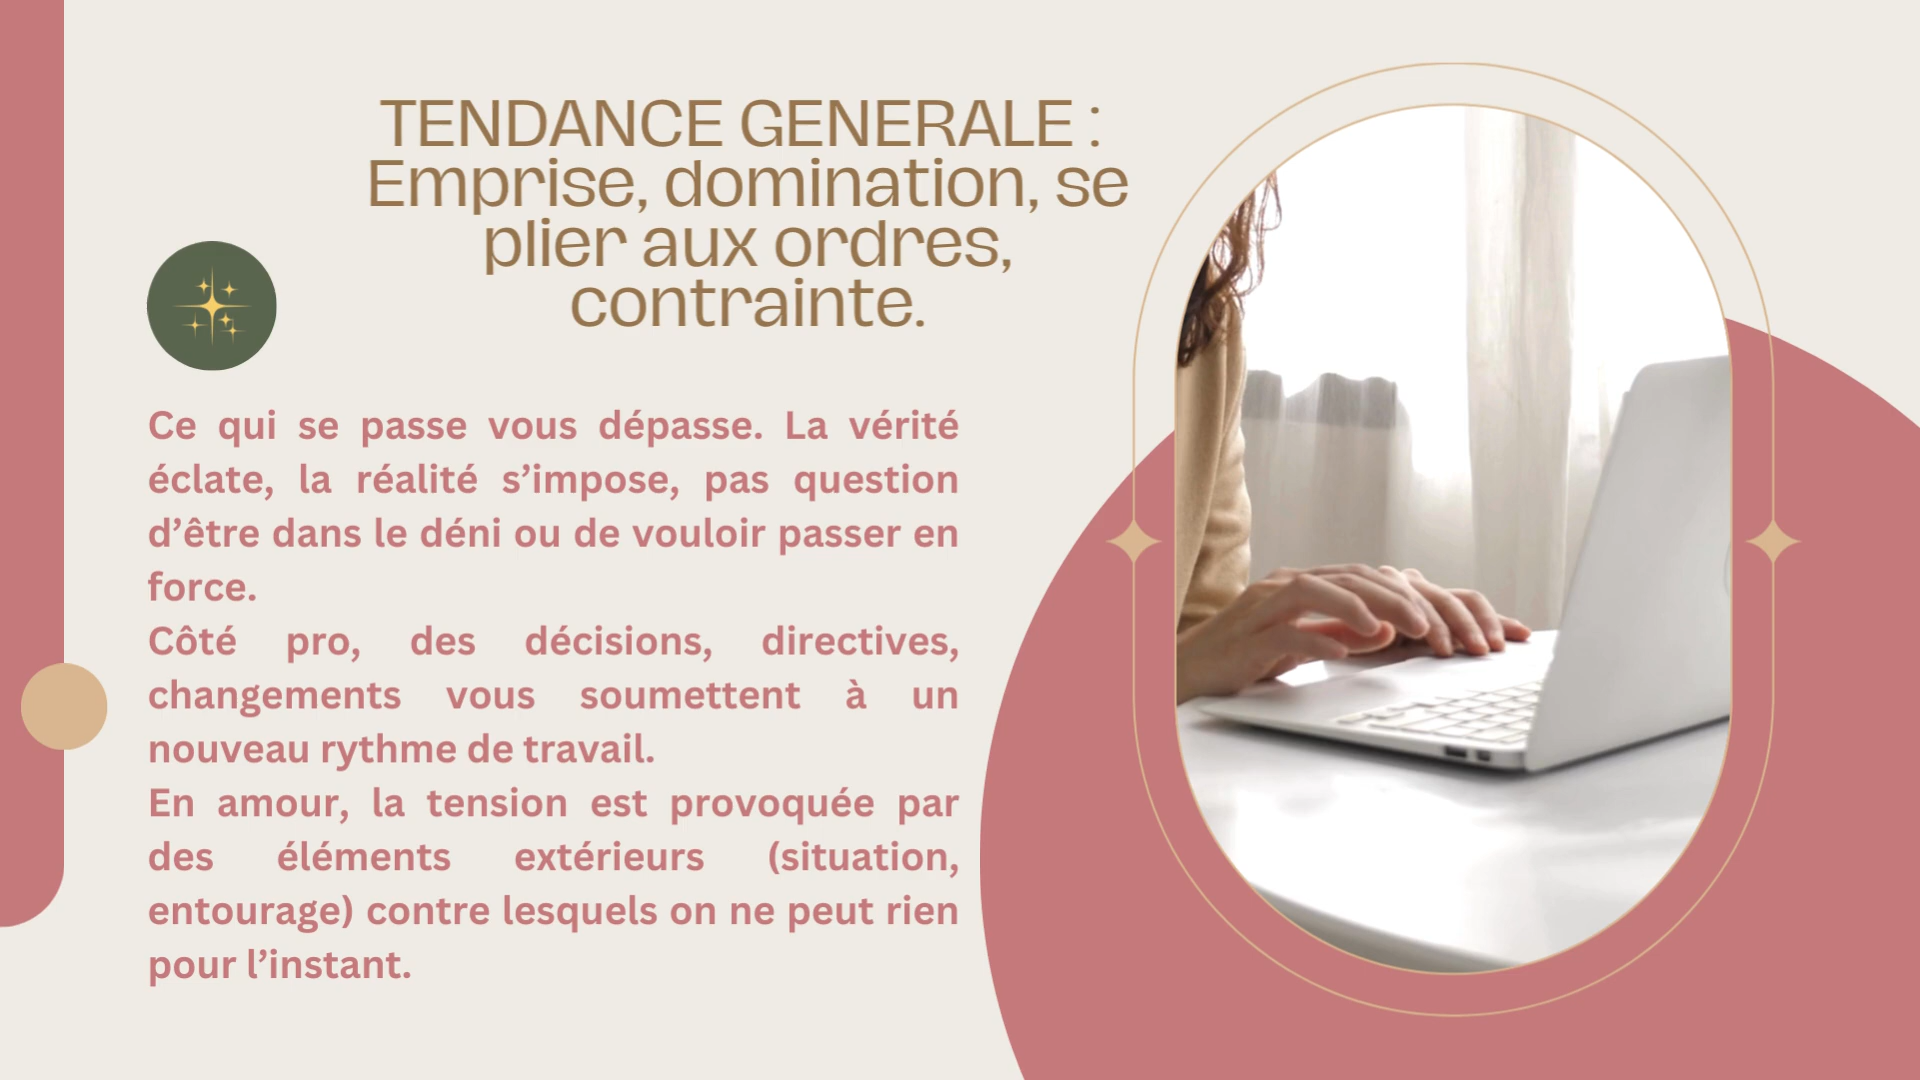 TENDANCE GENERALE :
Emprise, domination, se
plier aux ordres,
contrainte.
Ce qui se passe vous dépasse. La vérité
éclate, la réalité s’impose, pas question
d’être dans le déni ou de vouloir passer en
force.
Côté pro, des décisions, directives,
changements vous soumettent à un
nouveau rythme de travail.
En amour, la tension est provoquée par
des éléments extérieurs (situation,
entourage) contre lesquels on ne peut rien
pour l’instant.